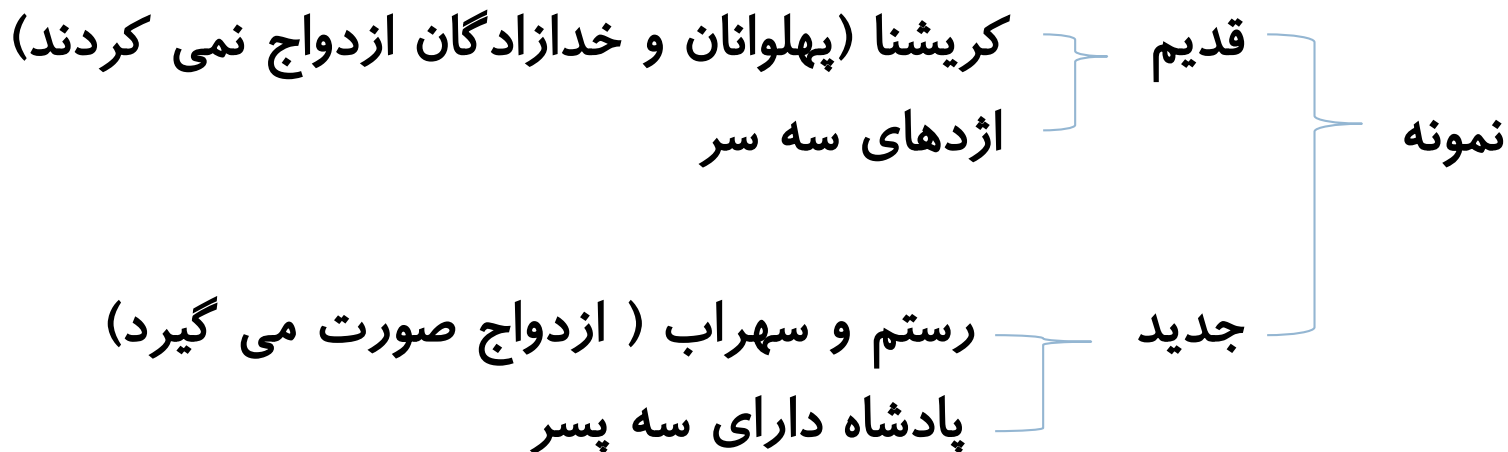 نمونه
قدیم
کریشنا (پهلوانان و خدازادگان ازدواج نمی کردند)
اژدهای سه سر
جدید
رستم و سهراب ( ازدواج صورت می گیرد)
پادشاه دارای سه پسر